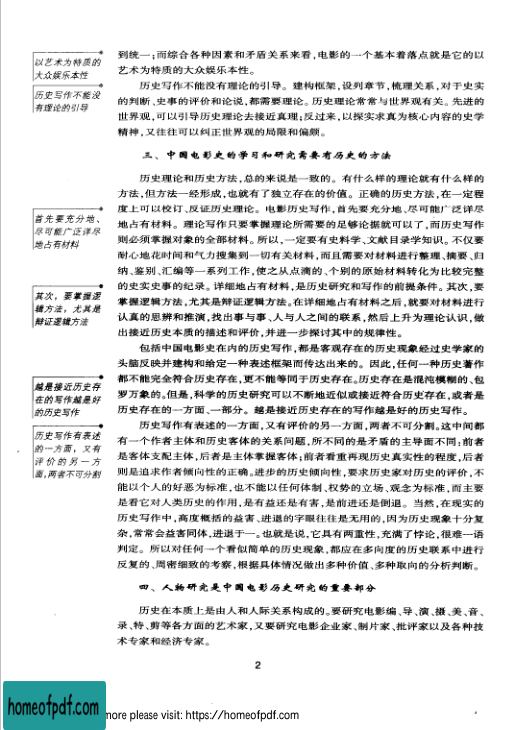 以艺术为特质的
大众娱乐本性
历史写作不能没
有理论的引导
到统一;而综合各种因素和矛盾关系来看,电影的一个基本着落点就是它的以
艺术为特质的大众娱乐本性。
历史写作不能没有理论的引导。建构框架,设列章节,梳理关系,对于史实
的判断、史事的评价和论说,都需要理论。历史理论常常与世界观有关。先进的
世界观,可以引导历史理论去接近真理;反过来,以探实求真为核心内容的史学
精神,又往往可以纠正世界观的局限和偏颇。
三、中国电影史的学习和研究需要有历史的方法
历史理论和历史方法,总的来说是一致的。有什么样的理论就有什么样的
方法,但方法一经形成,也就有了独立存在的价值。正确的历史方法,在一定程
度上可以校订、反证历史理论。电影历史写作,首先要充分地、尽可能广泛详尽
地占有材料。理论写作只要掌握理论所需要的足够论据就可以了,而历史写作
则必须掌握对象的全部材料。所以,一定要有史料学、文献目录学知识。不仅要
耐心地花时间和气力搜集到一切有关材料,而且需要对材料进行整理、摘要、归
纳、鉴别、汇编等一系列工作,使之从点滴的、个别的原始材料转化为比较完整
的史实史事的纪录。详细地占有材料,是历史研究和写作的前提条件。其次,要
掌握逻辑方法,尤其是辩证逻辑方法。在详细地占有材料之后,就要对材料进行
认真的思辨和推演,找出事与事、人与人之间的联系,然后上升为理论认识,做
出接近历史本质的描述和评价,并进一步探讨其中的规律性。
首先要充分地、
尽可能广泛详尽
地占有材料
其次,要掌握逻
辑方法,尤其是
辩证逻辑方法
包括中国电影史在内的历史写作,都是客观存在的历史现象经过史学家的
头脑反映并建构和给定一种表述框架而传达出来的。因此,任何一种历史著作
都不能完全符合历史存在,更不能等同于历史存在。历史存在是混沌模糊的、包
罗万象的。但是,科学的历史研究可以不断地近似或接近符合历史存在,或者是
历史存在的一方面、一部分。越是接近历史存在的写作越是好的历史写作。
越是接近历史存
在的写作越是好
的历史写作
历史写作有表述
的一方面,又有
评价的另一方
面,两者不可分割
历史写作有表述的一方面,又有评价的另一方面,两者不可分割。这中间都
有一个作者主体和历史客体的关系问题,所不同的是矛盾的主导面不同:前者
是客体支配主体,后者是主体掌握客体;前者看重再现历史真实性的程度,后者
则是追求作者倾向性的正确。进步的历史倾向性,要求历史家对历史的评价,不
能以个人的好恶为标准,也不能以任何体制、权势的立场、观念为标准,而主要
是看它对人类历史的作用,是有益还是有害,是前进还是倒退。当然,在现实的
历史写作中,高度概括的益害、进退的字眼往往是无用的,因为历史现象十分复
杂,常常会益害同体,进退于一。也就是说,它具有两重性,充满了悖论,很难一语
判定。所以对任何一个看似简单的历史现象,都应在多向度的历史联系中进行
反复的、周密细致的考察,根据具体情况做出多种价值、多种取向的分析判断。
四、人物研究是中国电影历史研究的重要部分
历史在本质上是由人和人际关系构成的。要研究电影编、导、演、摄、美、音、
录、特、剪等各方面的艺术家,又要研究电影企业家、制片家、批评家以及各种技
术专家和经济专家。
2
homeofpdf.com
more please visit: https://homeofpdf.com